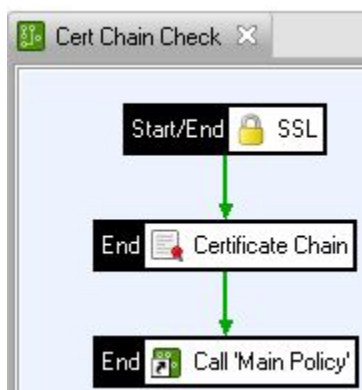 Cert Chain Check
Start/End SSL
End Certificate Chain
End Call 'Main Policy'